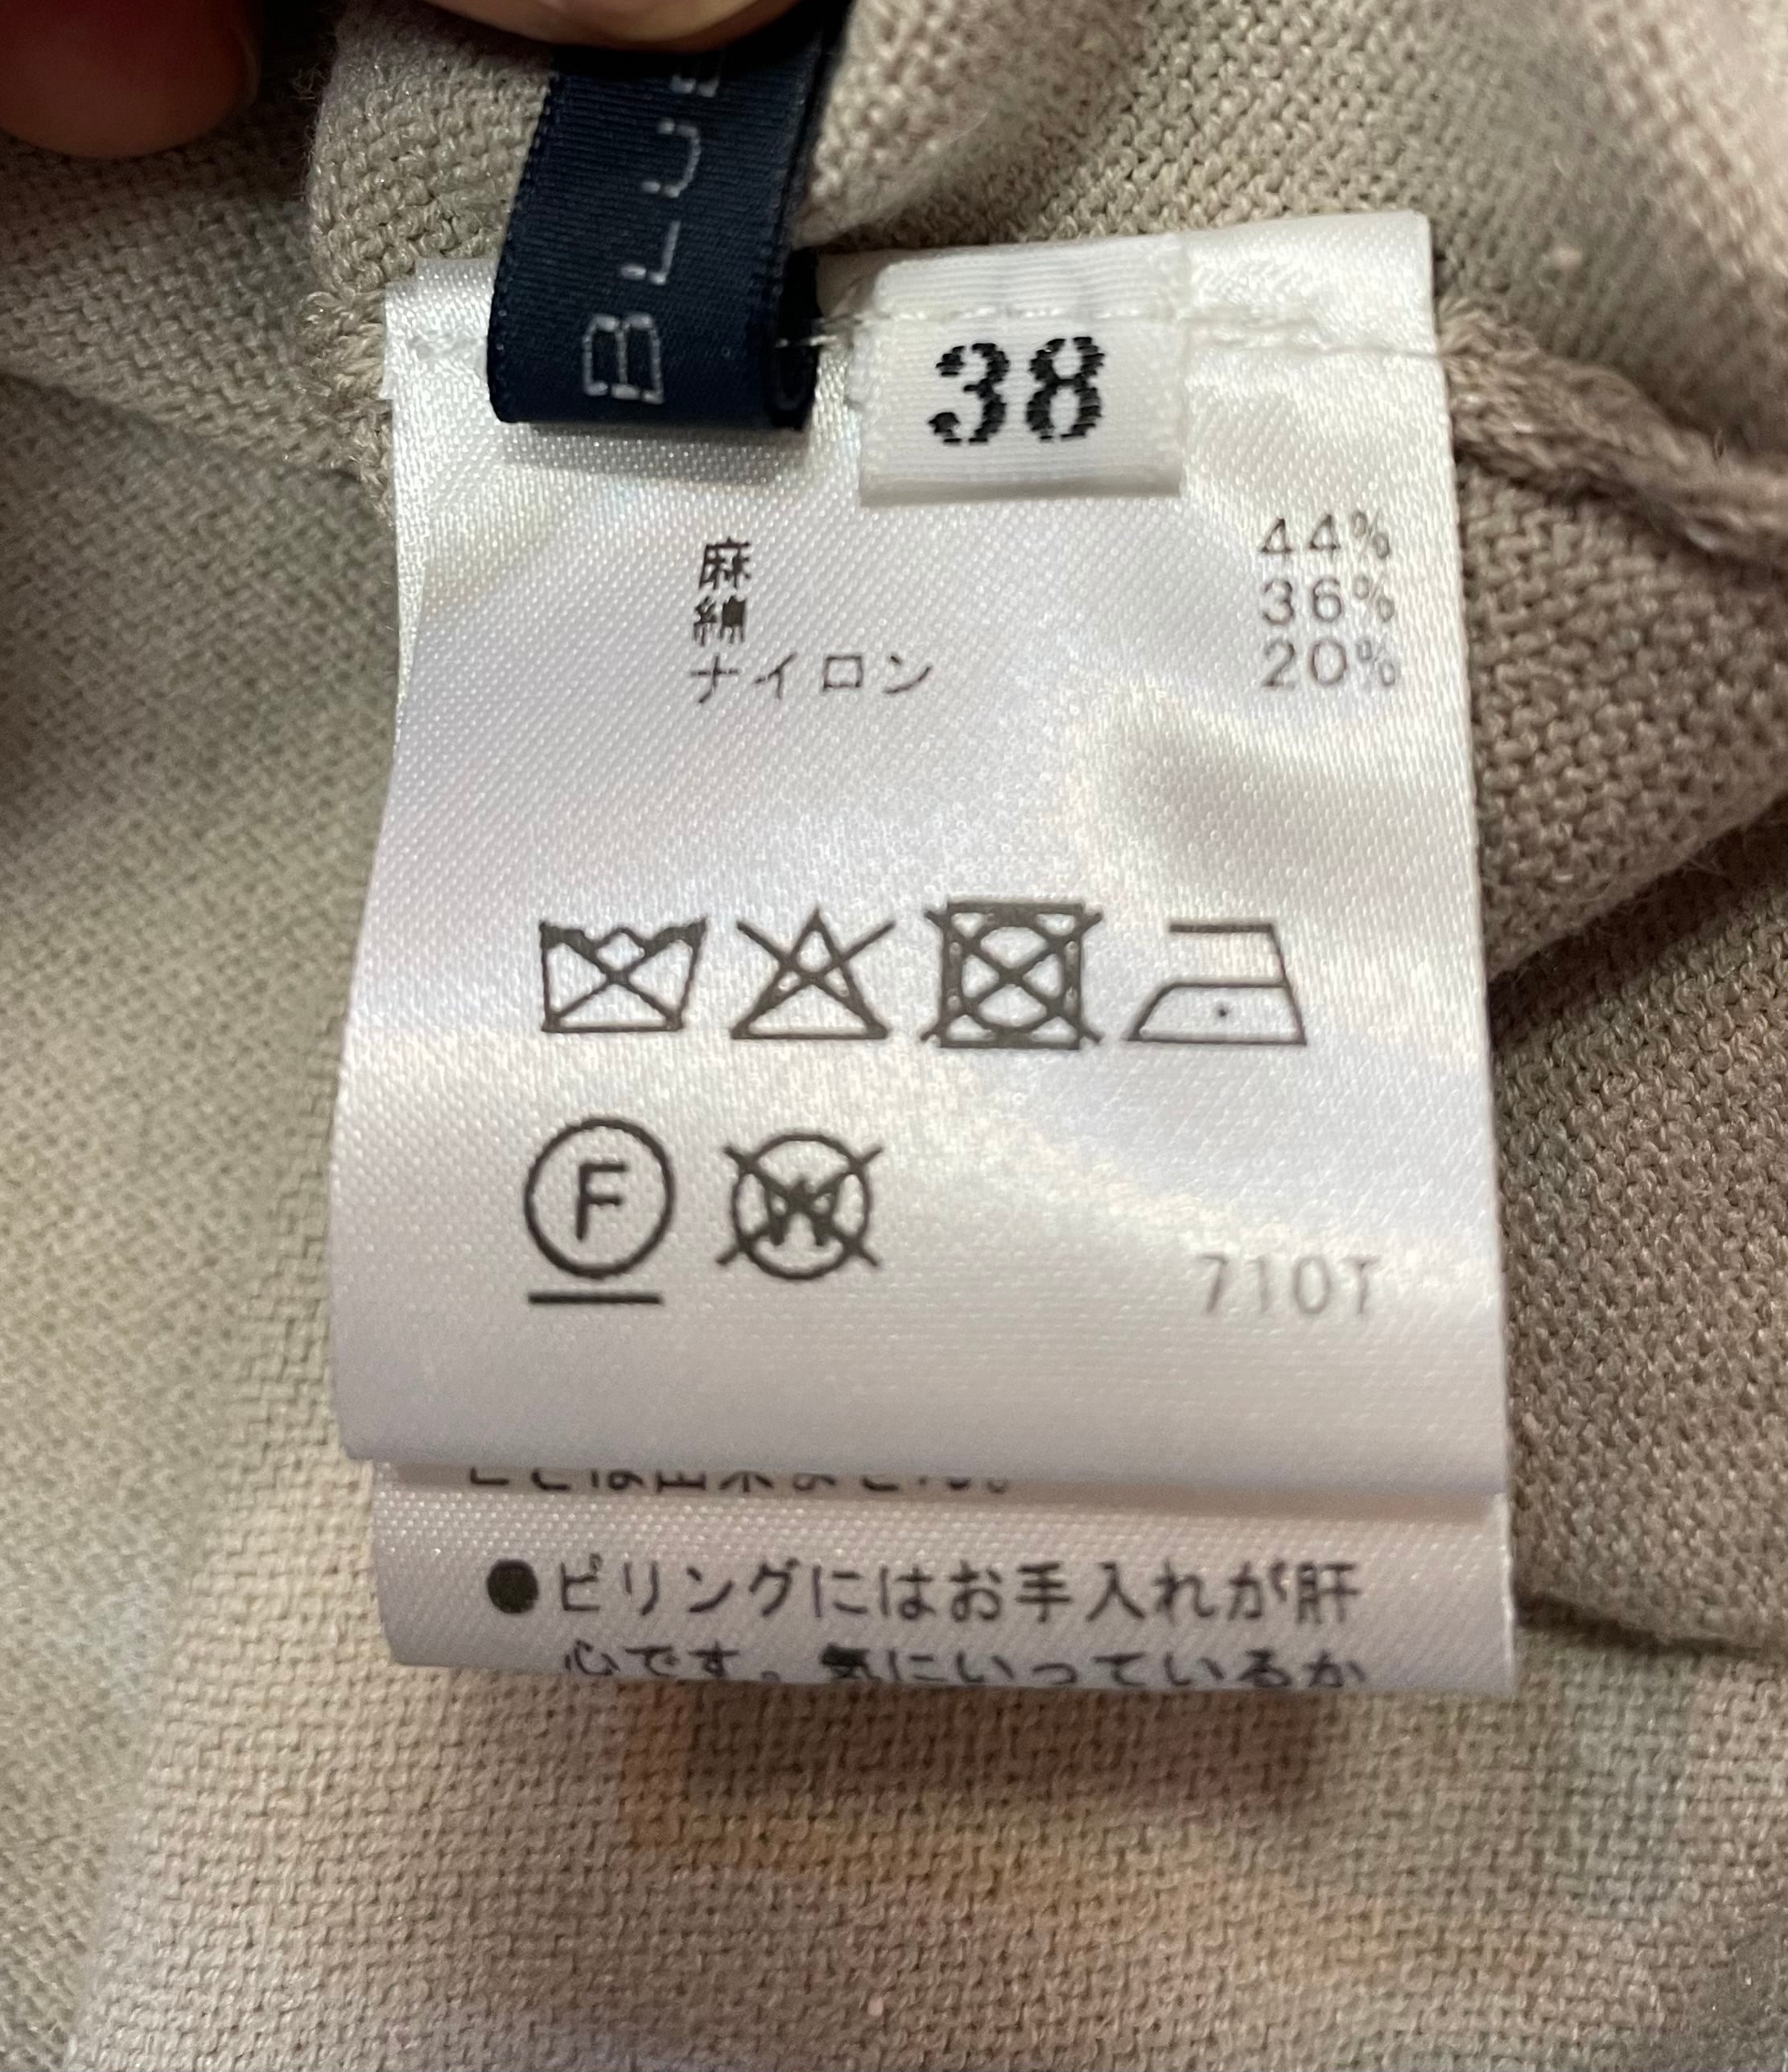 BLUE
38
麻 44%
綿 36%
ナイロン 20%
F
W
710T
●ピリングにはお手入れが肝
心です。気にいっているか